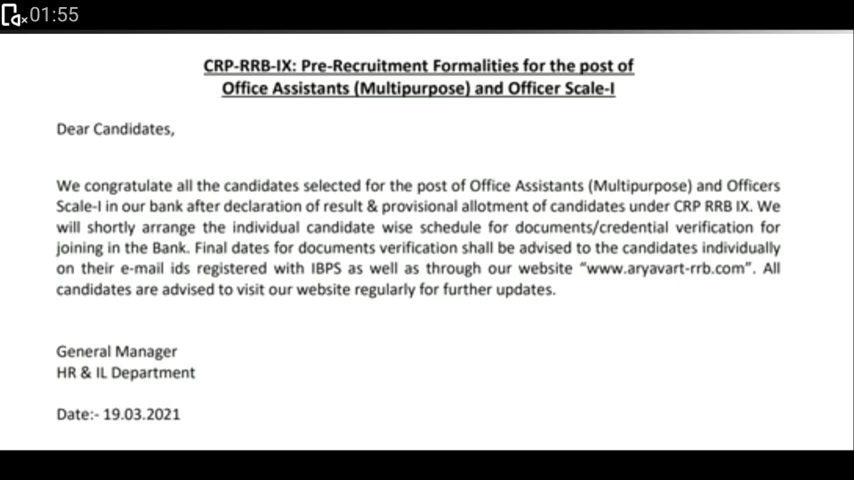 01:55
CRP-RRB-IX: Pre-Recruitment Formalities for the post of
Office Assistants (Multipurpose) and Officer Scale-I
Dear Candidates,
We congratulate all the candidates selected for the post of Office Assistants (Multipurpose) and Officers
Scale-I in our bank after declaration of result & provisional allotment of candidates under CRP RRB IX. We
will shortly arrange the individual candidate wise schedule for documents/credential verification for
joining in the Bank. Final dates for documents verification shall be advised to the candidates individually
on their e-mail ids registered with IBPS as well as through our website “www.aryavart-rrb.com”. All
candidates are advised to visit our website regularly for further updates.
General Manager
HR & IL Department
Date:- 19.03.2021